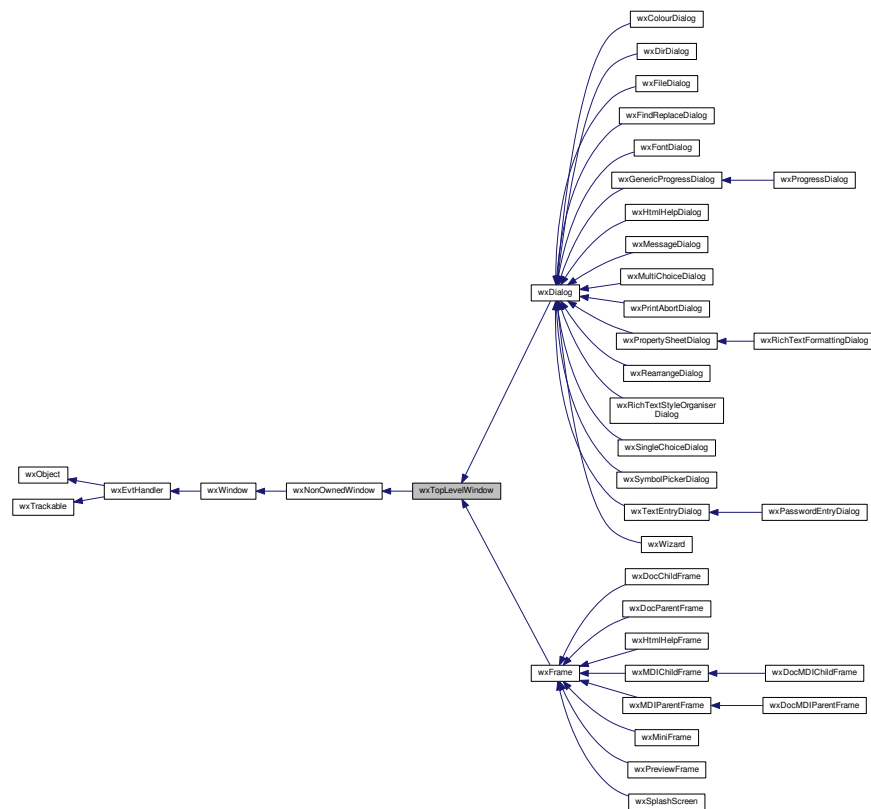 wxColourDialog
wxDirDialog
wxFileDialog
wxFindReplaceDialog
wxFontDialog
wxGenericProgressDialog
wxProgressDialog
wxHtmlHelpDialog
wxMessageDialog
wxMultiChoiceDialog
wxDialog
wxPrintAbortDialog
wxPropertySheetDialog
wxRichTextFormattingDialog
wxRearrangeDialog
wxRichTextStyleOrganiser
Dialog
wxSingleChoiceDialog
wxObject
wxSymbolPickerDialog
wxEvtHandler
wxWindow
wxNonOwnedWindow
wxTopLevelWindow
wxTrackable
wxTextEntryDialog
wxPasswordEntryDialog
wxWizard
wxDocChildFrame
wxDocParentFrame
wxHtmlHelpFrame
wxFrame
wxMDIChildFrame
wxDocMDIChildFrame
wxMDIParentFrame
wxDocMDIParentFrame
wxMiniFrame
wxPreviewFrame
wxSplashScreen